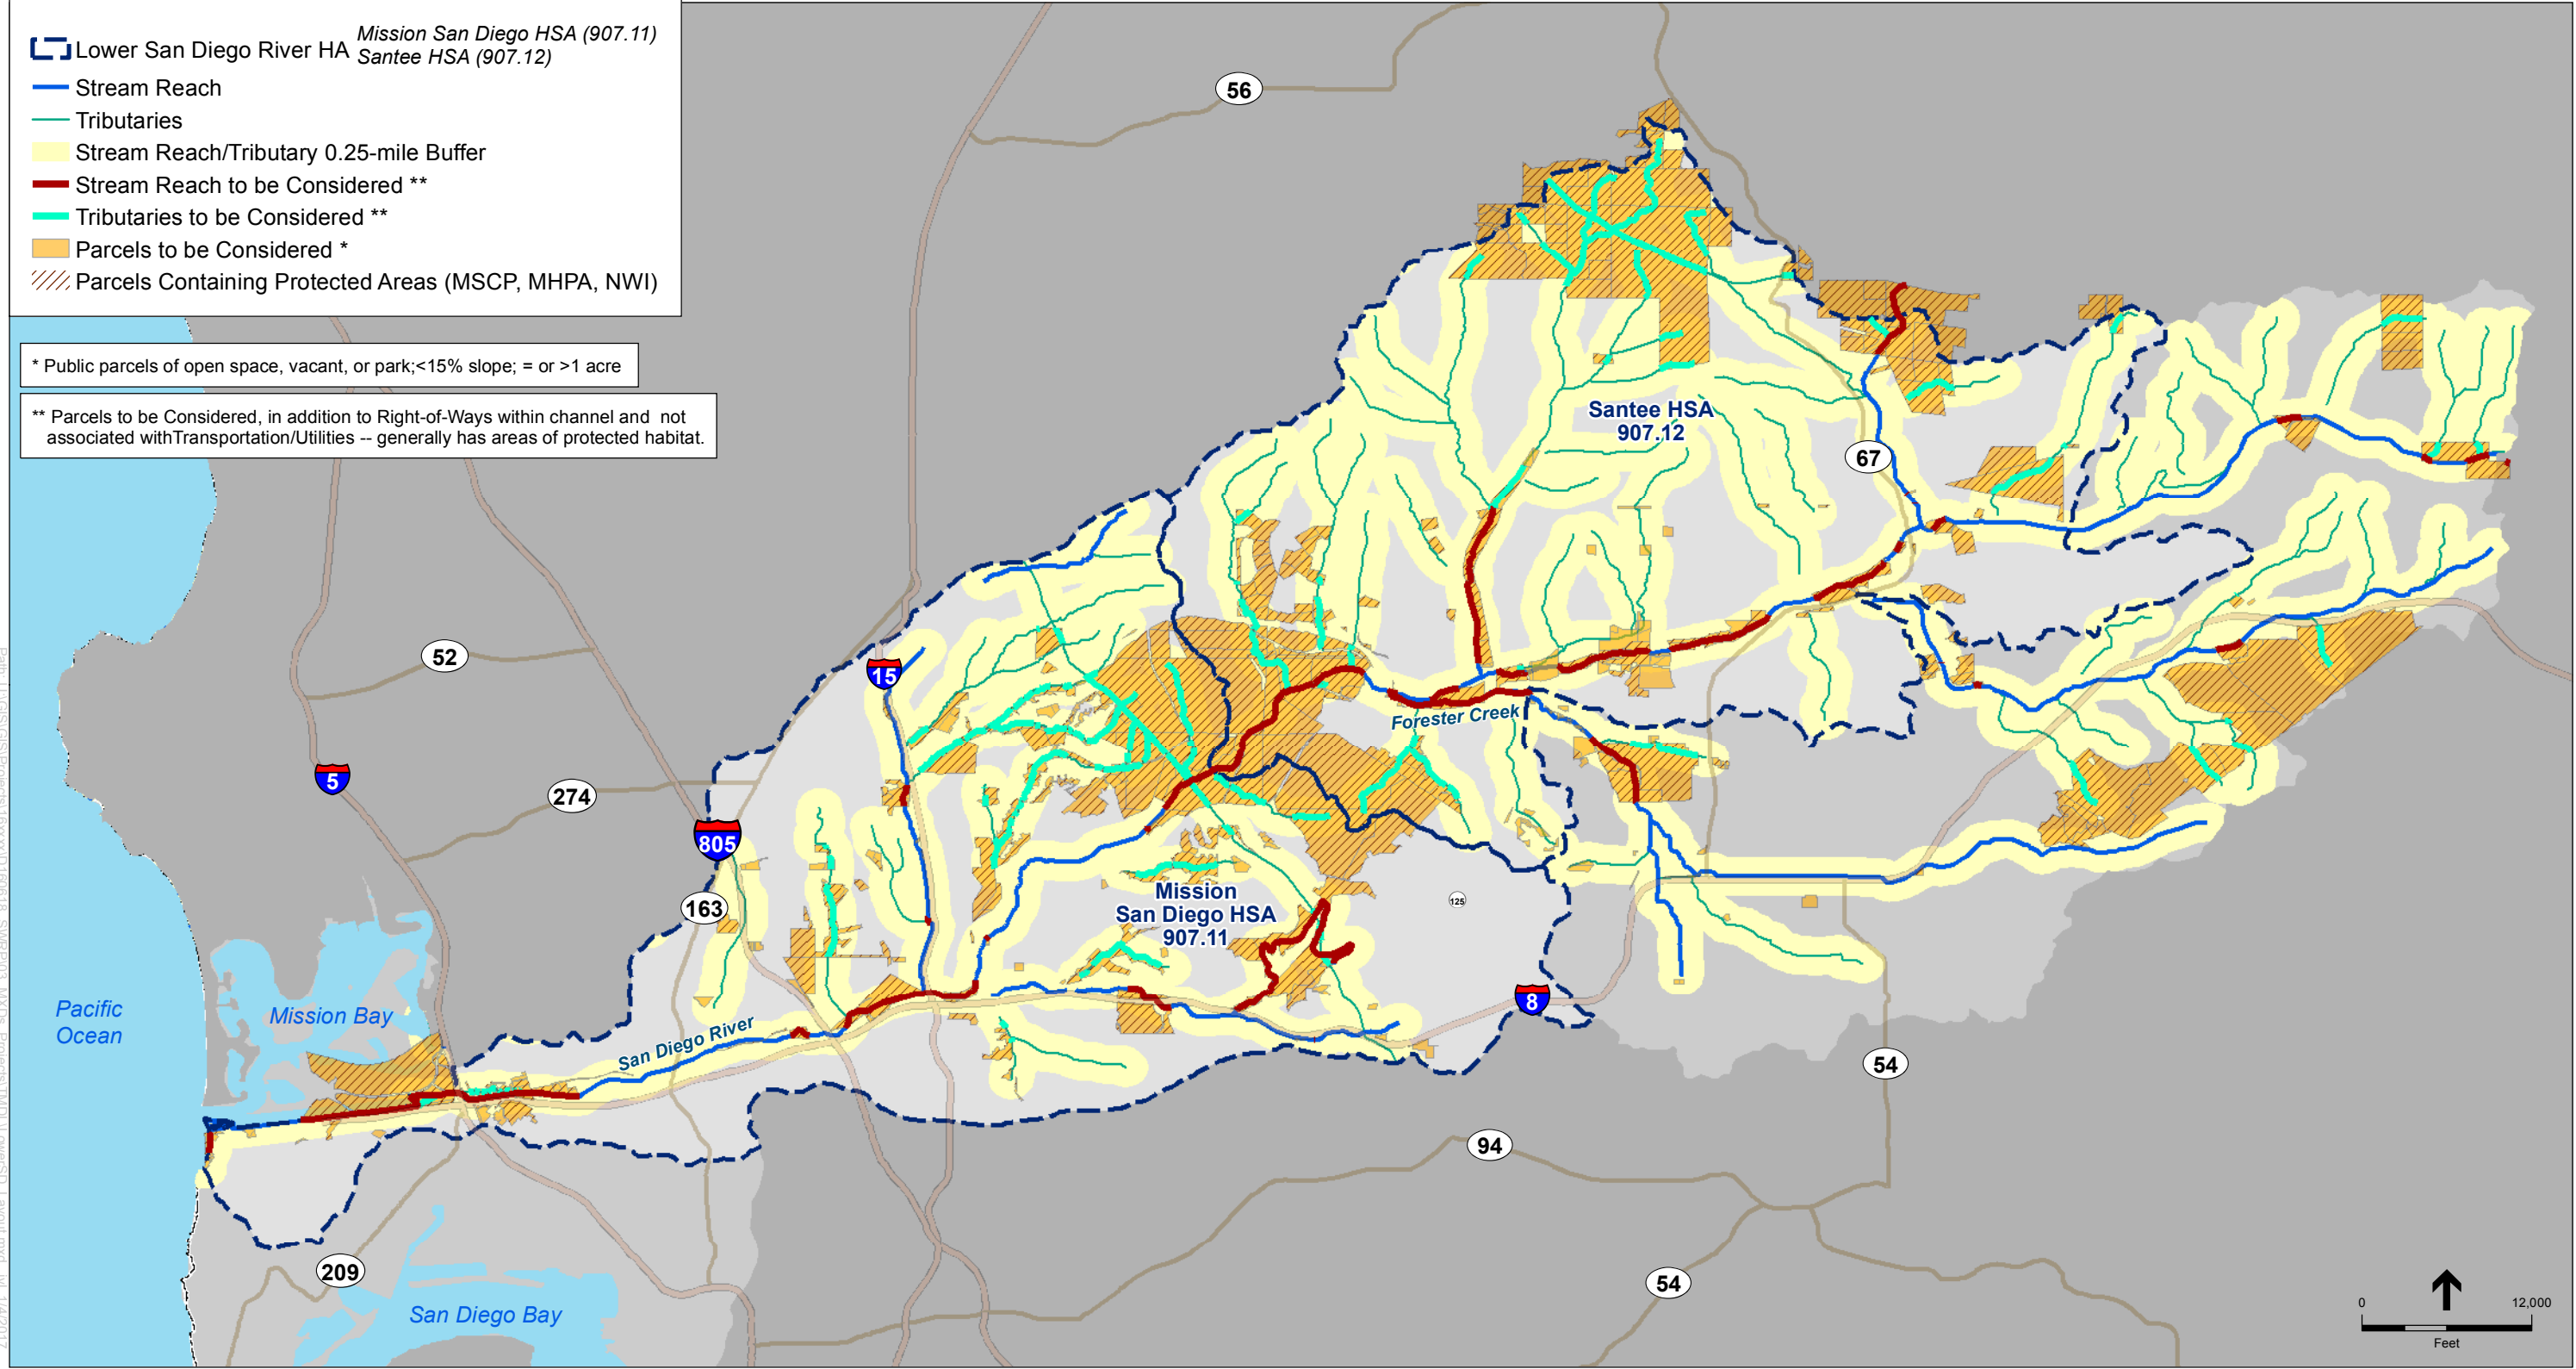 Lower San Diego River HA
Mission San Diego HSA (907.11)
Santee HSA (907.12)
Stream Reach
Tributaries
Stream Reach/Tributary 0.25-mile Buffer
Stream Reach to be Considered **
Tributaries to be Considered **
Parcels to be Considered *
Parcels Containing Protected Areas (MSCP, MHPA, NWI)
* Public parcels of open space, vacant, or park;<15% slope; = or >1 acre
** Parcels to be Considered, in addition to Right-of-Ways within channel and not
associated withTransportation/Utilities -- generally has areas of protected habitat.
56
Santee HSA
907.12
67
52
15
5
274
805
163
Forester Creek
Mission
San Diego HSA
907.11
125
8
Pacific
Ocean
Mission Bay
San Diego River
54
94
209
San Diego Bay
54
0
12,000
Feet